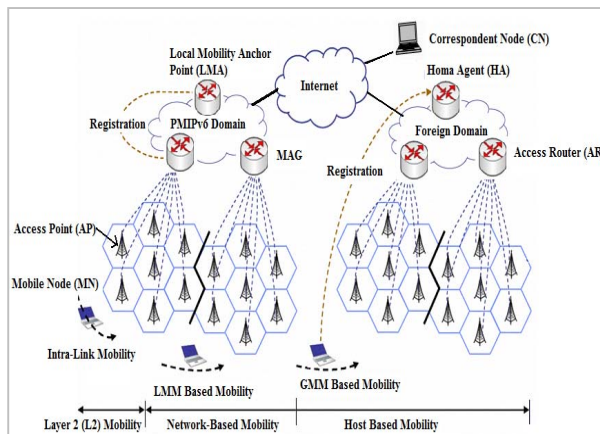 Correspondent Node (CN)
Local Mobility Anchor
Point (LMA)
Internet
Homa Agent (HA)
Registration
PMIPv6 Domain
MAG
Foreign Domain
Access Router (AR
Registration
Access Point (AP)
Mobile Node (MN)
Intra-Link Mobility
LMM Based Mobility
GMM Based Mobility
Layer 2 (L2) Mobility
Network-Based Mobility
Host Based Mobility